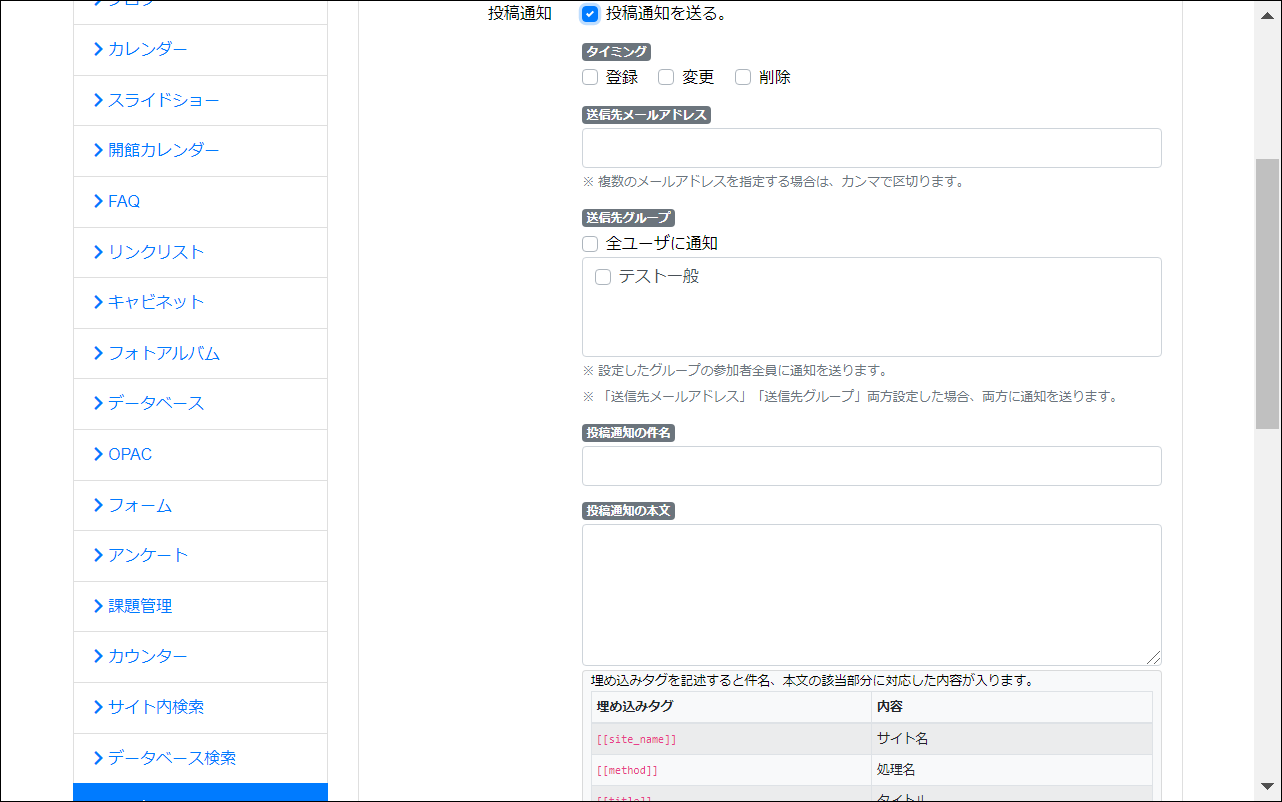 カレンダー
スライドショー
開館カレンダー
FAQ
リンクリスト
キャビネット
フォトアルバム
データベース
OPAC
フォーム
アンケート
課題管理
カウンター
サイト内検索
データベース検索
投稿通知
投稿通知を送る。
タイミング
登録 変更 削除
送信先メールアドレス
※ 複数のメールアドレスを指定する場合は、カンマで区切ります。
送信先グループ
全ユーザに通知
テスト一般
※ 設定したグループの参加者全員に通知を送ります。
※ 「送信先メールアドレス」「送信先グループ」両方設定した場合、両方に通知を送ります。
投稿通知の件名
投稿通知の本文
埋め込みタグを記述すると件名、本文の該当部分に対応した内容が入ります。
埋め込みタグ 内容
[[site_name]] サイト名
[[method]] 処理名
[[title]] タイトル